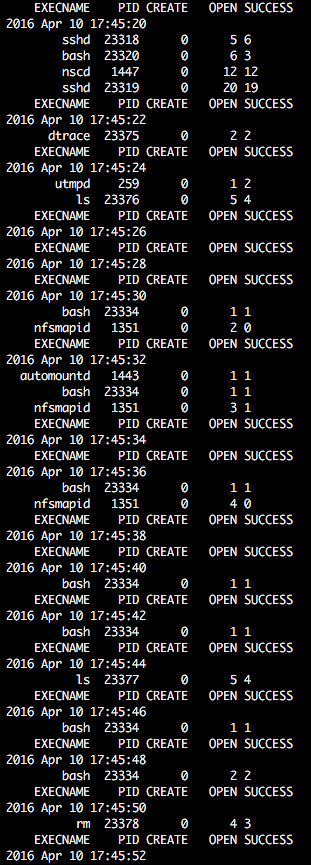 EXECNAME PID CREATE OPEN SUCCESS
2016 Apr 10 17:45:20
sshd 23318 0 5 6
bash 23320 0 6 3
nscd 1447 0 12 12
sshd 23319 0 20 19
EXECNAME PID CREATE OPEN SUCCESS
2016 Apr 10 17:45:22
dtrace 23375 0 2 2
EXECNAME PID CREATE OPEN SUCCESS
2016 Apr 10 17:45:24
utmpd 259 0 1 2
ls 23376 0 5 4
EXECNAME PID CREATE OPEN SUCCESS
2016 Apr 10 17:45:26
EXECNAME PID CREATE OPEN SUCCESS
2016 Apr 10 17:45:28
EXECNAME PID CREATE OPEN SUCCESS
2016 Apr 10 17:45:30
bash 23334 0 1 1
nfsmapid 1351 0 2 0
EXECNAME PID CREATE OPEN SUCCESS
2016 Apr 10 17:45:32
automountd 1443 0 1 1
bash 23334 0 1 1
nfsmapid 1351 0 3 1
EXECNAME PID CREATE OPEN SUCCESS
2016 Apr 10 17:45:34
EXECNAME PID CREATE OPEN SUCCESS
2016 Apr 10 17:45:36
bash 23334 0 1 1
nfsmapid 1351 0 4 0
EXECNAME PID CREATE OPEN SUCCESS
2016 Apr 10 17:45:38
EXECNAME PID CREATE OPEN SUCCESS
2016 Apr 10 17:45:40
bash 23334 0 1 1
EXECNAME PID CREATE OPEN SUCCESS
2016 Apr 10 17:45:42
bash 23334 0 1 1
EXECNAME PID CREATE OPEN SUCCESS
2016 Apr 10 17:45:44
ls 23377 0 5 4
EXECNAME PID CREATE OPEN SUCCESS
2016 Apr 10 17:45:46
bash 23334 0 1 1
EXECNAME PID CREATE OPEN SUCCESS
2016 Apr 10 17:45:48
bash 23334 0 2 2
EXECNAME PID CREATE OPEN SUCCESS
2016 Apr 10 17:45:50
rm 23378 0 4 3
EXECNAME PID CREATE OPEN SUCCESS
2016 Apr 10 17:45:52